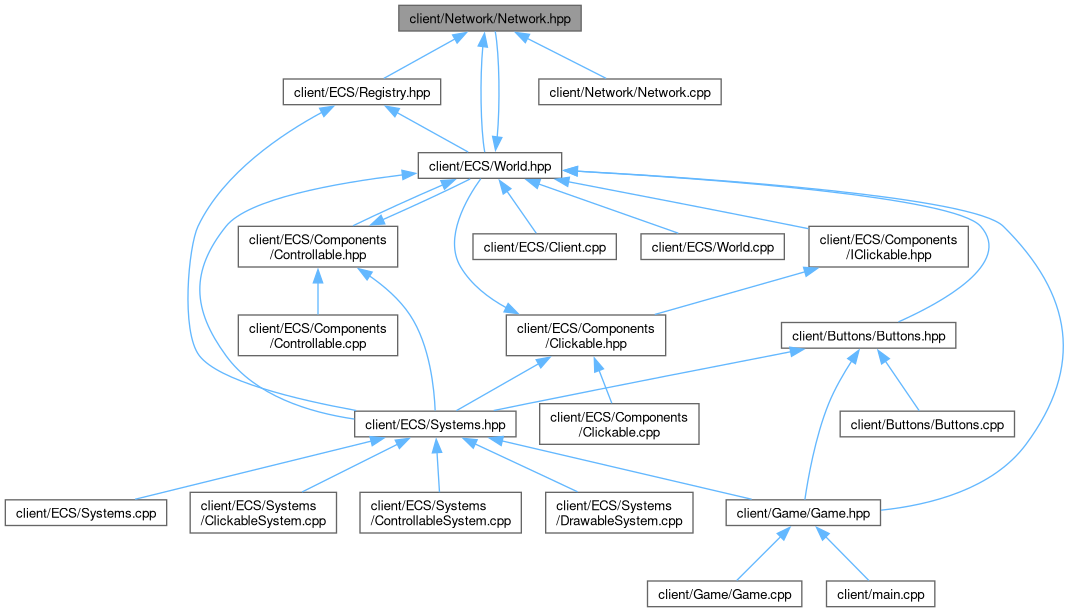 client/Network/Network.hpp
client/ECS/Registry.hpp
client/Network/Network.cpp
client/ECS/World.hpp
client/ECS/Components
/Controllable.hpp
client/ECS/Client.cpp
client/ECS/World.cpp
client/ECS/Components
/IClickable.hpp
client/ECS/Components
/Controllable.cpp
client/ECS/Components
/Clickable.hpp
client/Buttons/Buttons.hpp
client/ECS/Systems.hpp
client/ECS/Components
/Clickable.cpp
client/Buttons/Buttons.cpp
client/ECS/Systems.cpp
client/ECS/Systems
/ClickableSystem.cpp
client/ECS/Systems
/ControllableSystem.cpp
client/ECS/Systems
/DrawableSystem.cpp
client/Game/Game.hpp
client/Game/Game.cpp
client/main.cpp